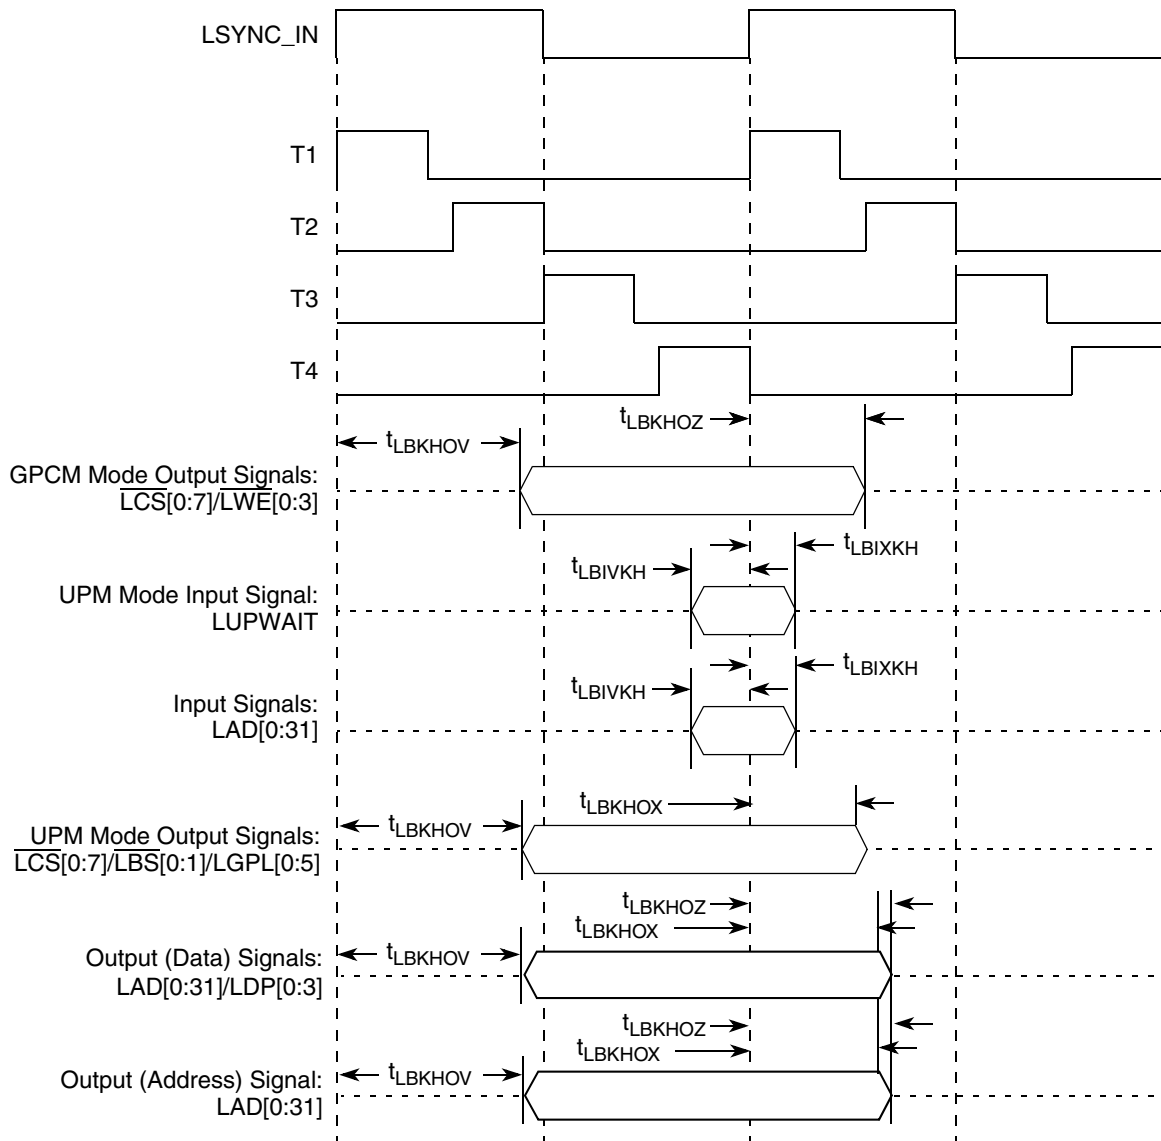 LSYNC_IN
T1
T2
T3
T4
tLBKHOZ
tLBKHOV
GPCM Mode Output Signals:
LCS[0:7]/LWE[0:3]
tLBIXKH
tLBIVKH
UPM Mode Input Signal:
LUPWAIT
tLBIXKH
tLBIVKH
Input Signals:
LAD[0:31]
tLBKHOX
tLBKHOV
UPM Mode Output Signals:
LCS[0:7]/LBS[0:1]/LGPL[0:5]
tLBKHOZ
tLBKHOX
tLBKHOV
Output (Data) Signals:
LAD[0:31]/LDP[0:3]
tLBKHOZ
tLBKHOX
tLBKHOV
Output (Address) Signal:
LAD[0:31]